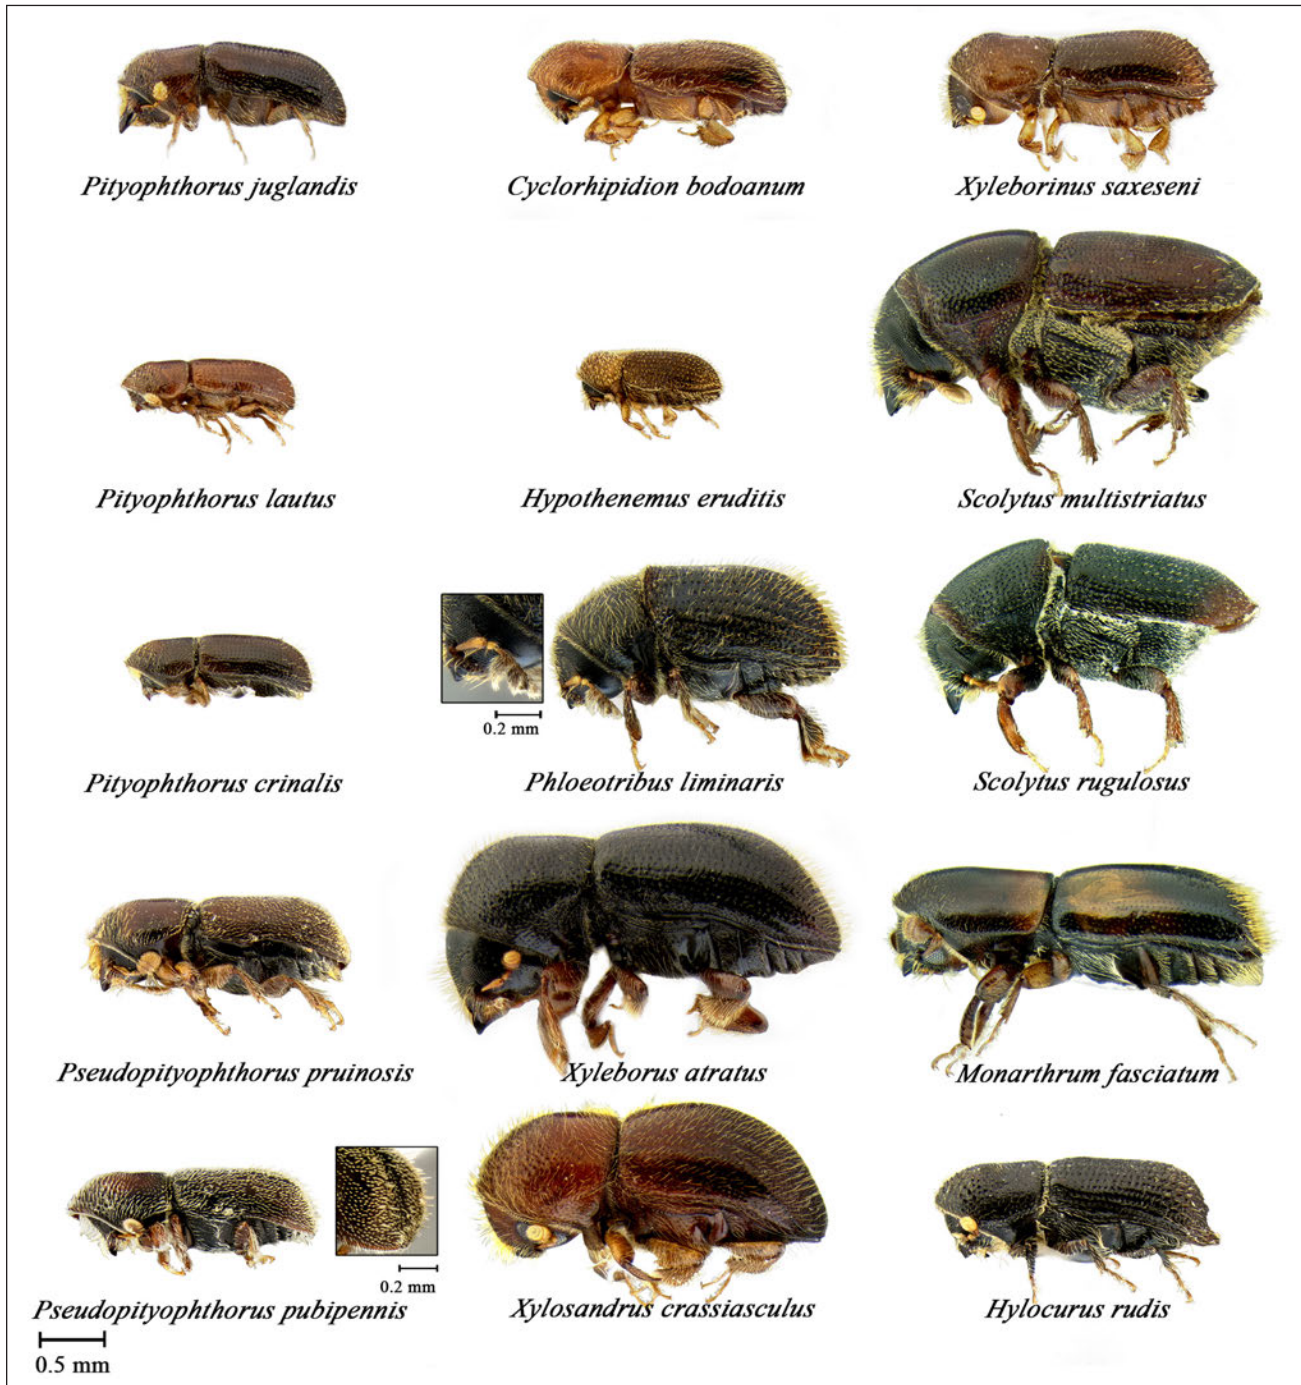 Pityophthorus juglandis
Cyclorhipidion bodoanum
Xyleborinus saxeseni
Pityophthorus lautus
Hypothenemus eruditis
Scolytus multistriatus
0.2 mm
Pityophthorus crinalis
Phloeotribus liminaris
Scolytus rugulosus
Pseudopityophthorus pruinosis
Xyleborus atratus
Monarthrum fasciatum
0.2 mm
Pseudopityophthorus pubipennis
Xylosandrus crassiasculus
Hylocurus rudis
0.5 mm